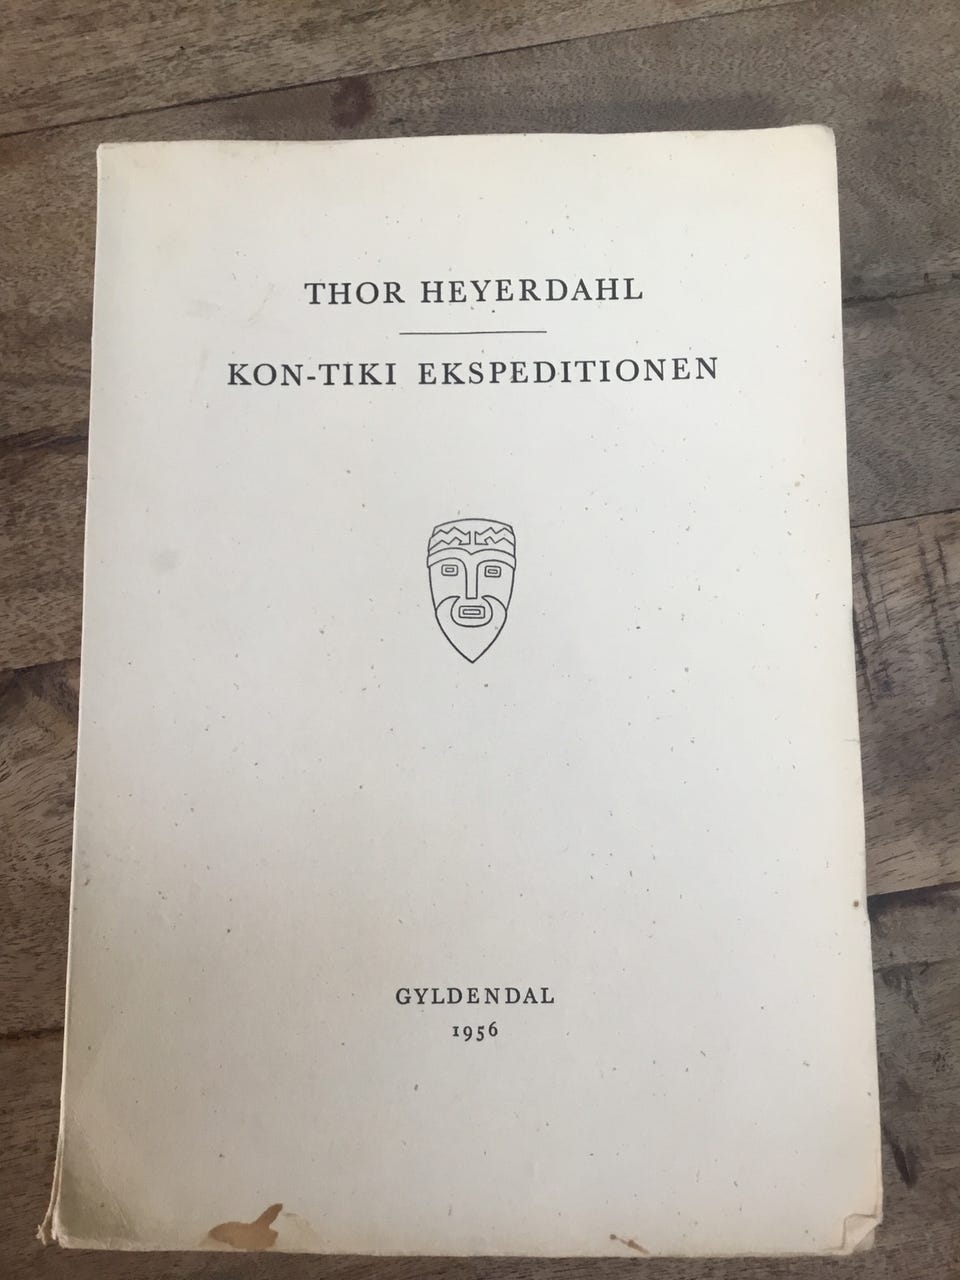 THOR HEYERDAHL
KON-TIKI EKSPEDITIONEN
GYLDENDAL
1956